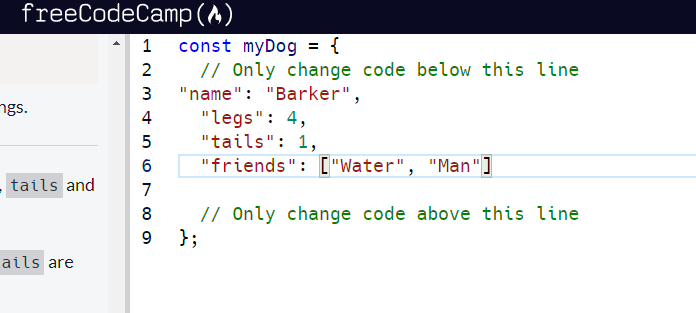 freeCodeCamp(🔥)
1 const myDog = {
2 // Only change code below this line
3 "name": "Barker",
4 "legs": 4,
5 "tails": 1,
6 "friends": ["Water", "Man"]
7
8 // Only change code above this line
9 };
ngs.
, tails and
ails are